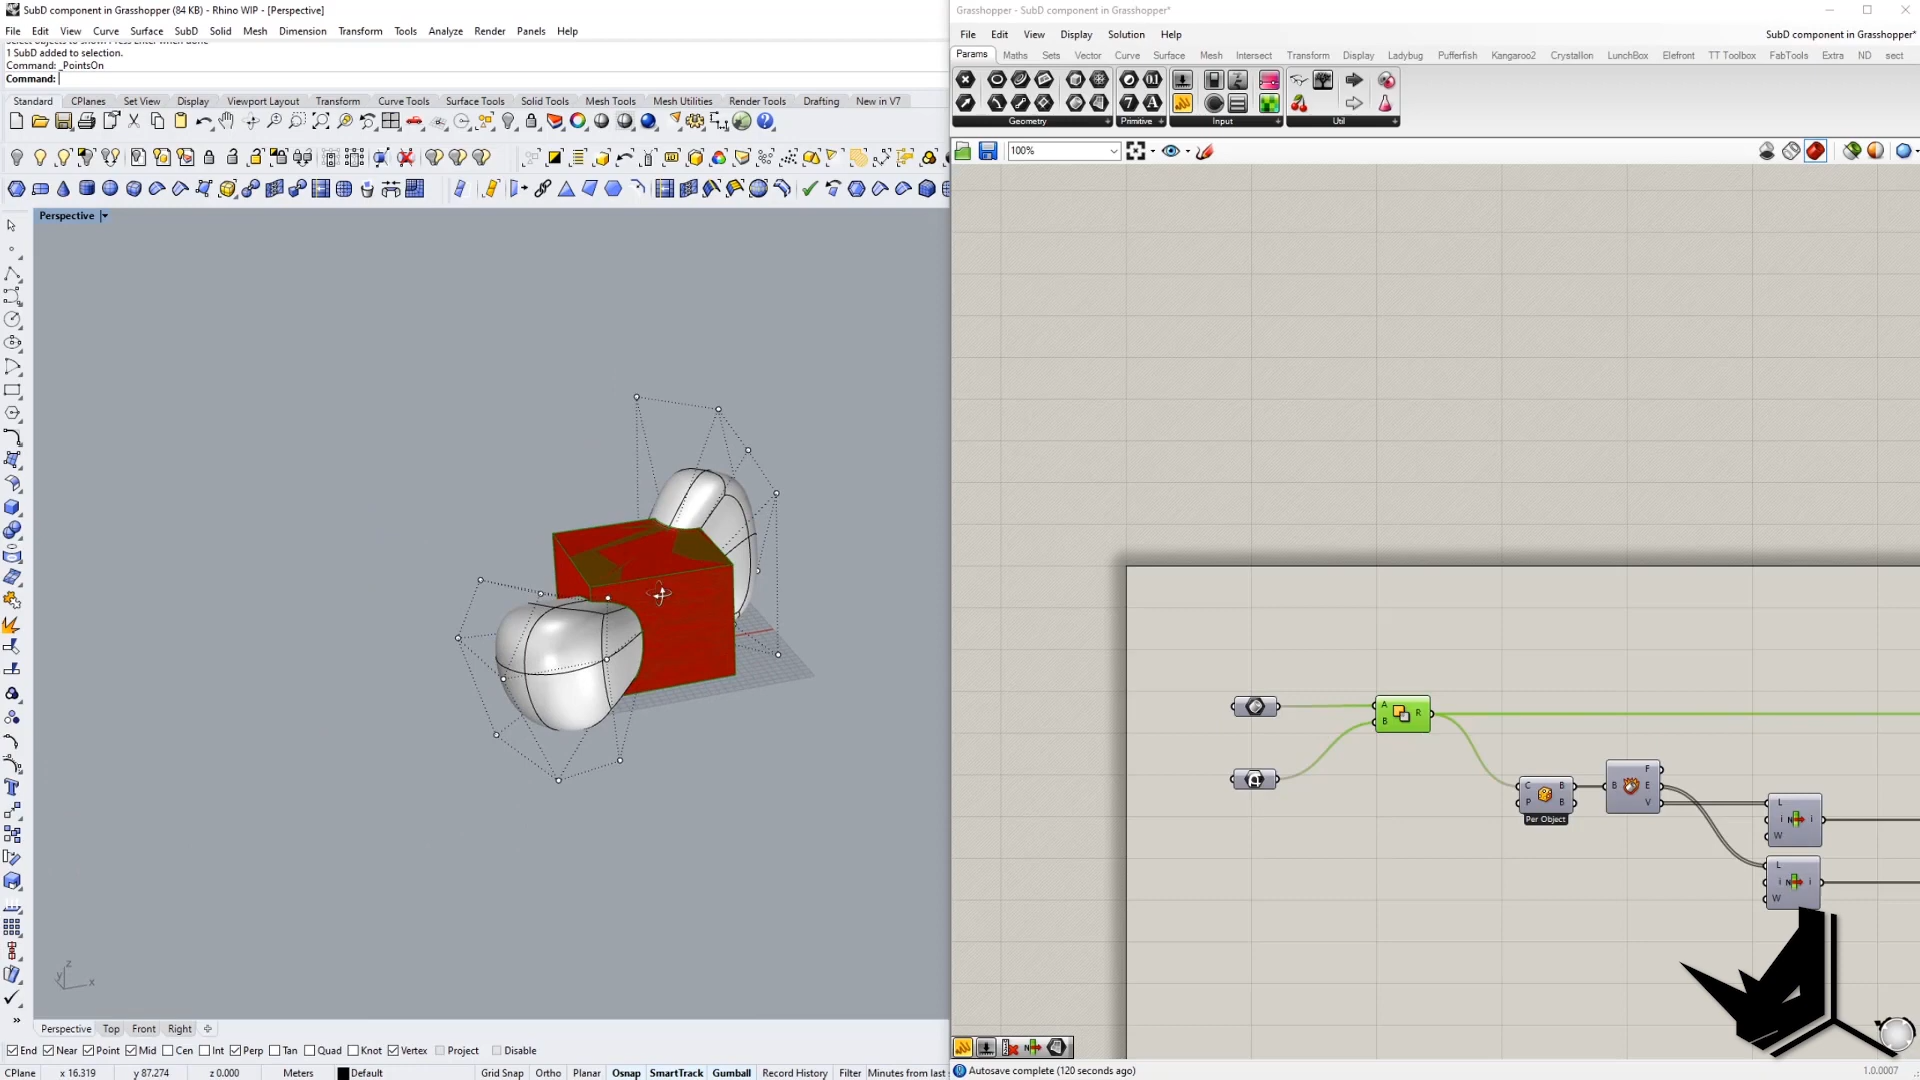 SubD component in Grasshopper (84 KB) - Rhino WIP - [Perspective]
File Edit View Curve Surface SubD Solid Mesh Dimension Transform Tools Analyze Render Panels Help
1 SubD added to selection.
Command: _PointsOn
Command:
Standard CPlanes Set View Display Viewport Layout Transform Curve Tools Surface Tools Solid Tools Mesh Tools Mesh Utilities Render Tools Drafting New in V7
Perspective
z
y
x
Perspective Top Front Right
End Near Point Mid Cen Int Perp Tan Quad Knot Vertex Project Disable
CPlane x 16.319 y 87.274 z 0.000 Meters Default Grid Snap Ortho Planar Osnap SmartTrack Gumball Record History Filter Minutes from last
Grasshopper - SubD component in Grasshopper*
File Edit View Display Solution Help
SubD component in Grasshopper*
Params Maths Sets Vector Curve Surface Mesh Intersect Transform Display Ladybug Pufferfish Kangaroo2 Crystallon LunchBox Elefront TT Toolbox FabTools Extra ND sect
Geometry Primitive Input Util
100%
A
B
R
C
P
B
B
Per Object
B
F
E
V
L
i
W
N
i
L
i
W
N
i
Autosave complete (120 seconds ago)
1.0.0007